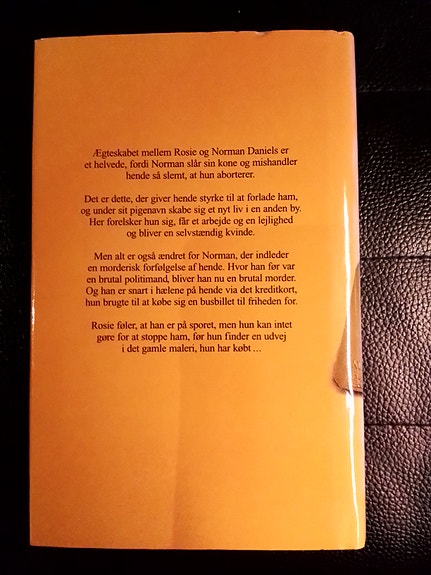 Ægteskabet mellem Rosie og Norman Daniels er
et helvede, fordi Norman slår sin kone og mishandler
hende så slemt, at hun aborterer.
Det er dette, der giver hende styrke til at forlade ham,
og under sit pigenavn skabe sig et nyt liv i en anden by.
Her forelsker hun sig, får et arbejde og en lejlighed
og bliver en selvstændig kvinde.
Men alt er også ændret for Norman, der indleder
en morderisk forfølgelse af hende. Hvor han før var
en brutal politimand, bliver han nu en brutal morder.
Og han er snart i hælene på hende via det kreditkort,
hun brugte til at købe sig en busbillet til friheden for.
Rosie føler, at han er på sporet, men hun kan intet
gøre for at stoppe ham, før hun finder en udvej
i det gamle maleri, hun har købt ...